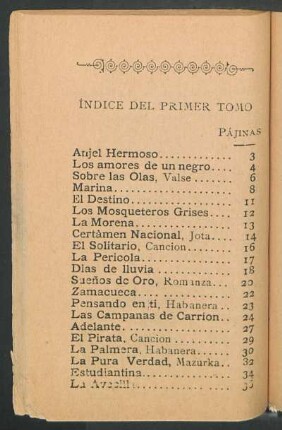 ÍNDICE DEL PRIMER TOMO
PÁJINAS
Anjel Hermoso........... 3
Los amores de un negro.... 4
Sobre las Olas, Valse...... 6
Marina.................. 8
El Destino............... 11
Los Mosqueteros Grises.... 12
La Morena............... 13
Certàmen Nacional, Jota.... 14
El Solitario, Cancion....... 16
La Pericola.............. 17
Dias de lluvia............ 18
Sueños de Oro, Romanza... 20
Zamacueca.............. 22
Pensando en ti, Habanera.. 23
Las Campanas de Carrion.. 24
Adelante................ 27
El Pirata, Cancion........ 29
La Palmera, Habanera..... 30
La Pura Verdad, Mazurka.. 32
Estudiantina............. 34
La